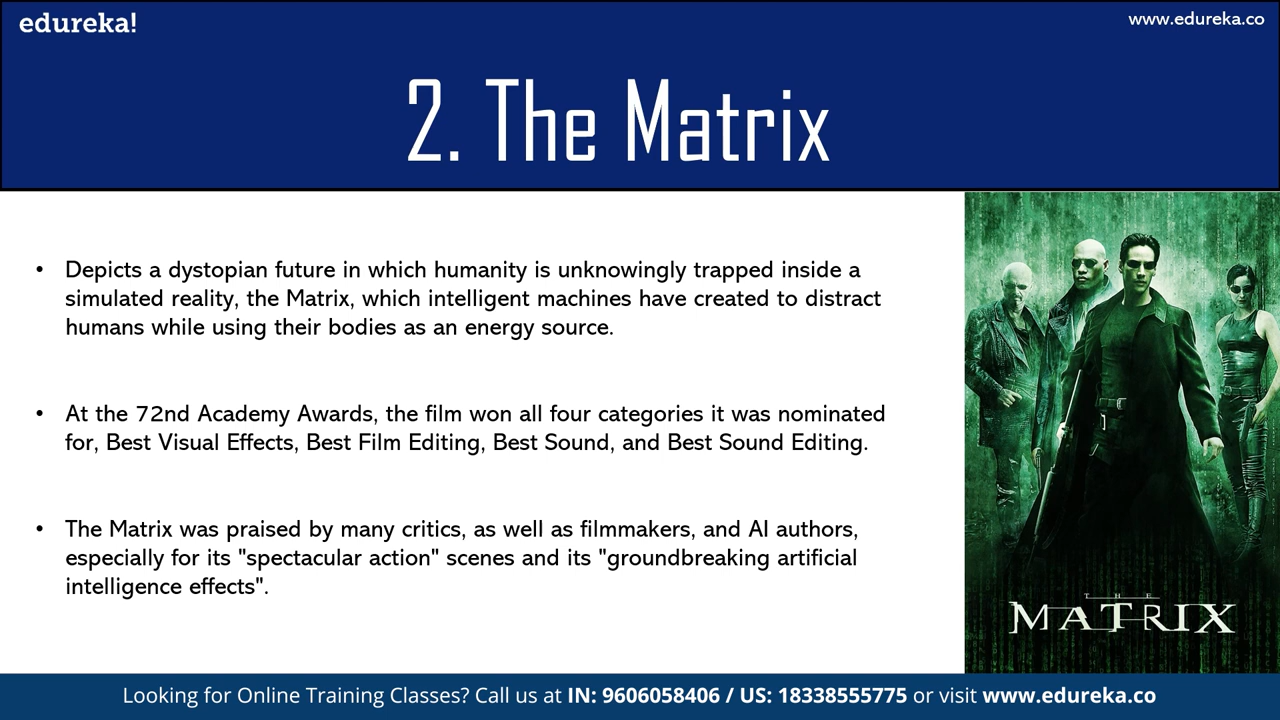 edureka!
www.edureka.co
2. The Matrix
• Depicts a dystopian future in which humanity is unknowingly trapped inside a
simulated reality, the Matrix, which intelligent machines have created to distract
humans while using their bodies as an energy source.
• At the 72nd Academy Awards, the film won all four categories it was nominated
for, Best Visual Effects, Best Film Editing, Best Sound, and Best Sound Editing.
• The Matrix was praised by many critics, as well as filmmakers, and AI authors,
especially for its "spectacular action" scenes and its "groundbreaking artificial
intelligence effects".
THE
MATRIX
Looking for Online Training Classes? Call us at IN: 9606058406 / US: 18338555775 or visit www.edureka.co